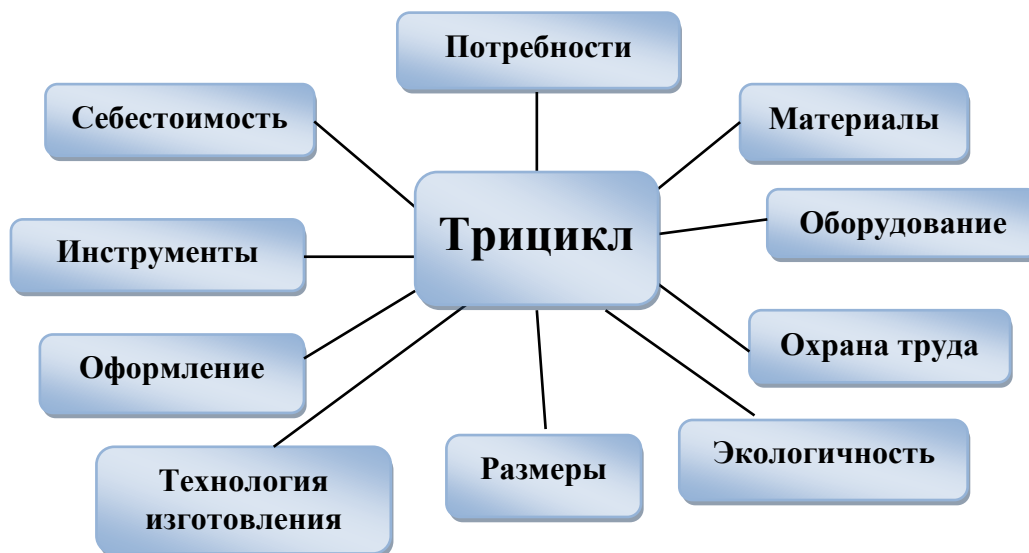 Потребности
Себестоимость
Материалы
Трицикл
Оборудование
Инструменты
Охрана труда
Оформление
Экологичность
Размеры
Технология
изготовления